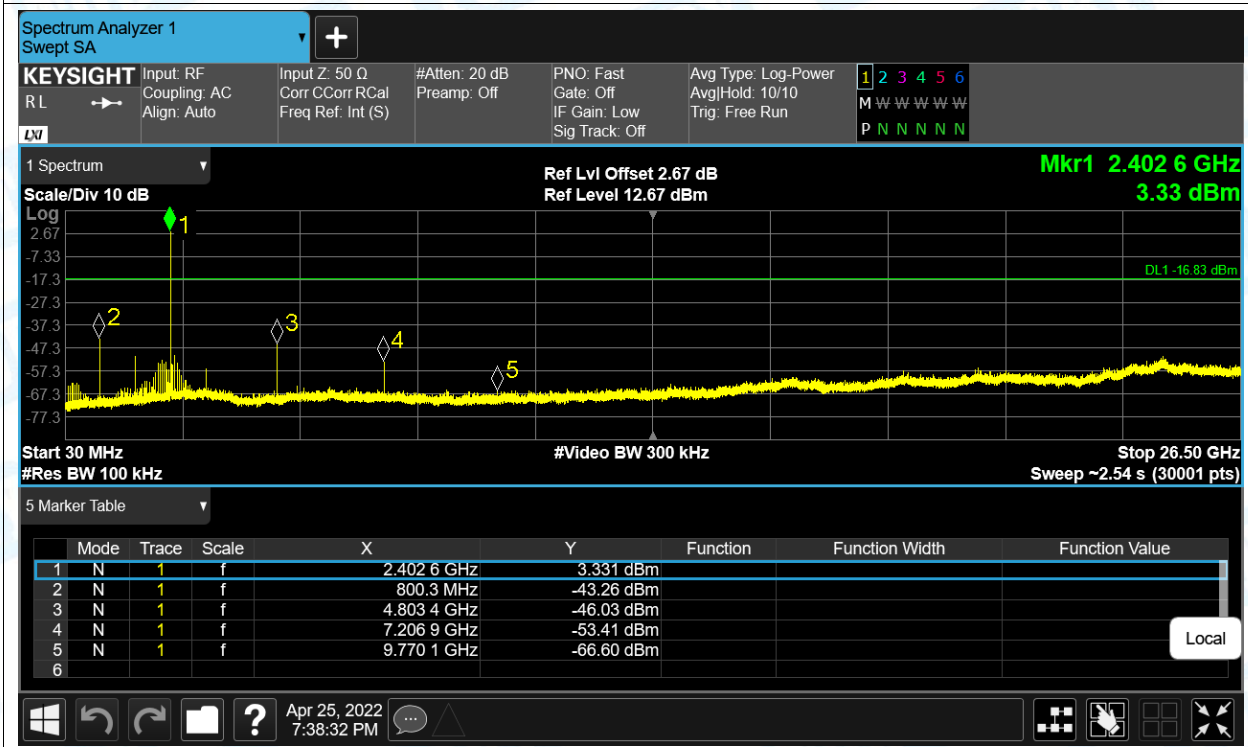 Spectrum Analyzer 1
Swept SA
KEYSIGHT
RL
LXI
Input: RF
Coupling: AC
Align: Auto
Input Z: 50 Ω
Corr CCorr RCal
Freq Ref: Int (S)
#Atten: 20 dB
Preamp: Off
PNO: Fast
Gate: Off
IF Gain: Low
Sig Track: Off
Avg Type: Log-Power
Avg|Hold: 10/10
Trig: Free Run
1 2 3 4 5 6
M W W W W W
P N N N N N
1 Spectrum
Scale/Div 10 dB
Ref Lvl Offset 2.67 dB
Ref Level 12.67 dBm
Mkr1 2.402 6 GHz
3.33 dBm
Log
2.67
-7.33
-17.3
-27.3
-37.3
-47.3
-57.3
-67.3
-77.3
1
2
3
4
5
DL1 -16.83 dBm
Start 30 MHz
#Res BW 100 kHz
#Video BW 300 kHz
Stop 26.50 GHz
Sweep ~2.54 s (30001 pts)
5 Marker Table
Mode Trace Scale X Y Function Function Width Function Value
1 N 1 f 2.402 6 GHz 3.331 dBm
2 N 1 f 800.3 MHz -43.26 dBm
3 N 1 f 4.803 4 GHz -46.03 dBm
4 N 1 f 7.206 9 GHz -53.41 dBm
5 N 1 f 9.770 1 GHz -66.60 dBm
6
Local
?
Apr 25, 2022
7:38:32 PM